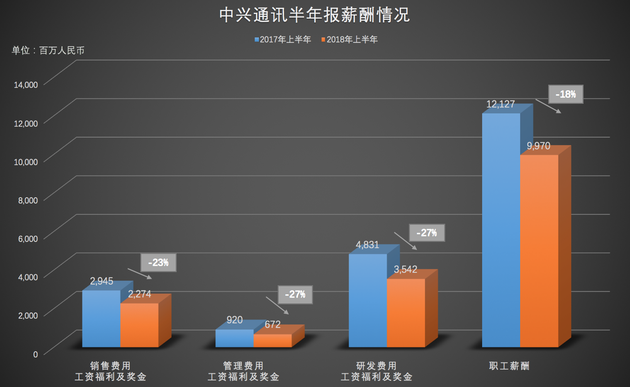 中兴通讯半年报薪酬情况
2017年上半年 2018年上半年
单位：百万人民币
14,000
12,000
10,000
8,000
6,000
4,000
2,000
0
2,945
2,274
-23%
920
672
-27%
4,831
3,542
-27%
12,127
9,970
-18%
销售费用
工资福利及奖金
管理费用
工资福利及奖金
研发费用
工资福利及奖金
职工薪酬